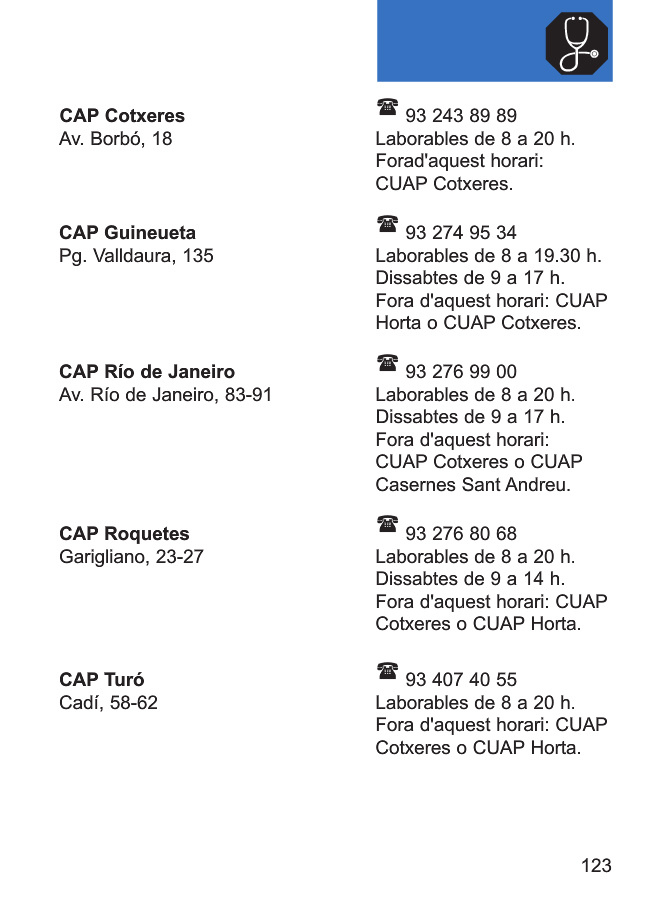 CAP Cotxeres
Av. Borbó, 18
93 243 89 89
Laborables de 8 a 20 h.
Forad'aquest horari:
CUAP Cotxeres.
CAP Guineueta
Pg. Valldaura, 135
93 274 95 34
Laborables de 8 a 19.30 h.
Dissabtes de 9 a 17 h.
Fora d'aquest horari: CUAP
Horta o CUAP Cotxeres.
CAP Río de Janeiro
Av. Río de Janeiro, 83-91
93 276 99 00
Laborables de 8 a 20 h.
Dissabtes de 9 a 17 h.
Fora d'aquest horari:
CUAP Cotxeres o CUAP
Casernes Sant Andreu.
CAP Roquetes
Garigliano, 23-27
93 276 80 68
Laborables de 8 a 20 h.
Dissabtes de 9 a 14 h.
Fora d'aquest horari: CUAP
Cotxeres o CUAP Horta.
CAP Turó
Cadí, 58-62
93 407 40 55
Laborables de 8 a 20 h.
Fora d'aquest horari: CUAP
Cotxeres o CUAP Horta.
123